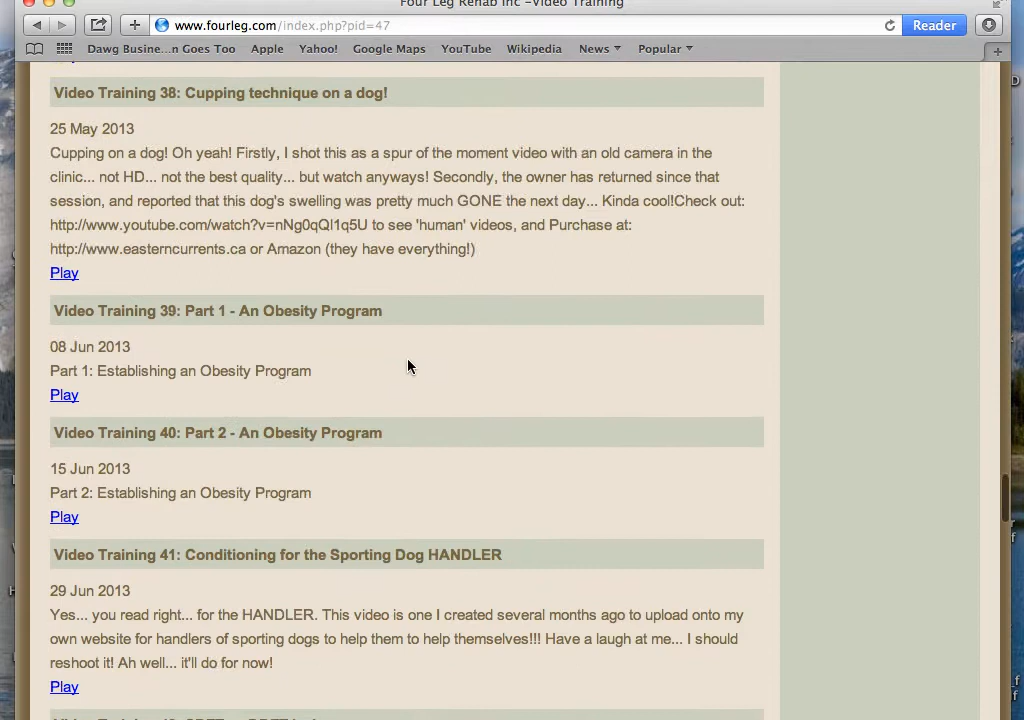 Four Leg Rehab Inc -Video Training
www.fourleg.com/index.php?pid=47
Reader
Dawg Busine...n Goes Too Apple Yahoo! Google Maps YouTube Wikipedia News Popular
Video Training 38: Cupping technique on a dog!
25 May 2013
Cupping on a dog! Oh yeah! Firstly, I shot this as a spur of the moment video with an old camera in the
clinic... not HD... not the best quality... but watch anyways! Secondly, the owner has returned since that
session, and reported that this dog's swelling was pretty much GONE the next day... Kinda cool!Check out:
http://www.youtube.com/watch?v=nNg0qQl1q5U to see 'human' videos, and Purchase at:
http://www.easterncurrents.ca or Amazon (they have everything!)
Play
Video Training 39: Part 1 - An Obesity Program
08 Jun 2013
Part 1: Establishing an Obesity Program
Play
Video Training 40: Part 2 - An Obesity Program
15 Jun 2013
Part 2: Establishing an Obesity Program
Play
Video Training 41: Conditioning for the Sporting Dog HANDLER
29 Jun 2013
Yes... you read right... for the HANDLER. This video is one I created several months ago to upload onto my
own website for handlers of sporting dogs to help them to help themselves!!! Have a laugh at me... I should
reshoot it! Ah well... it'll do for now!
Play